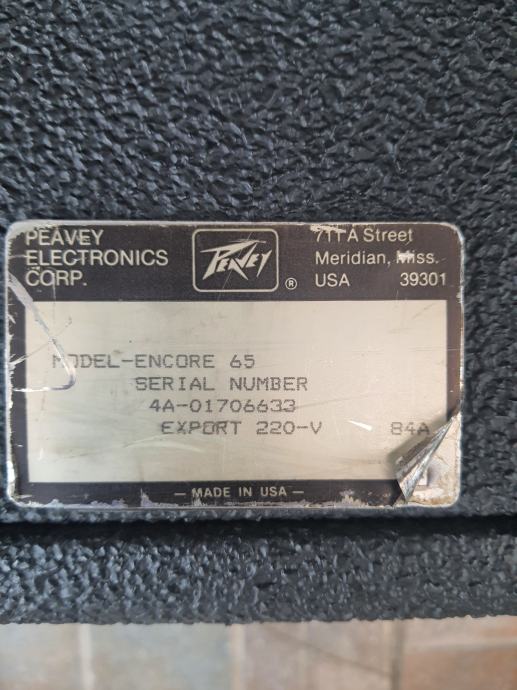 PEAVEY
ELECTRONICS
CORP.
PEAVEY
®
711 A Street
Meridian, Miss.
USA 39301
MODEL-ENCORE 65
SERIAL NUMBER
4A-01706633
EXPORT 220-V 84A
— MADE IN USA —